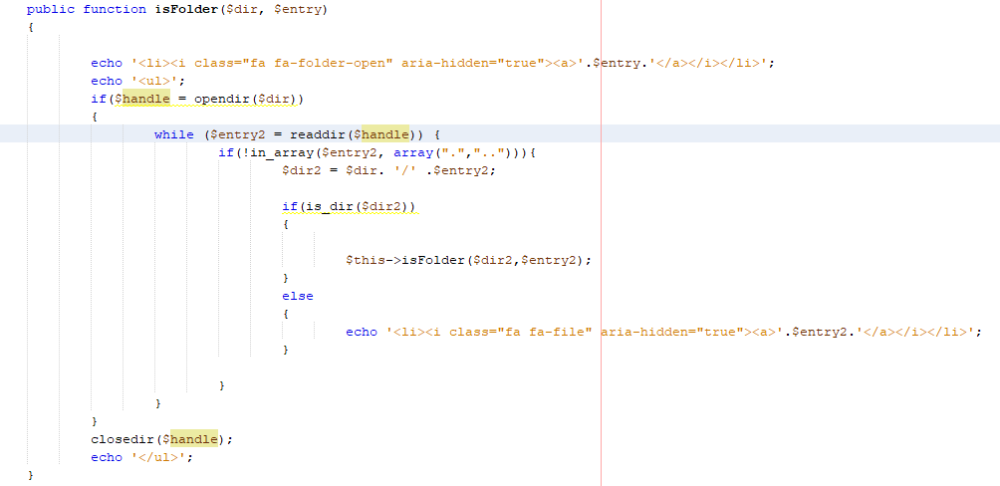 public function isFolder($dir, $entry)
{
echo '<li><i class="fa fa-folder-open" aria-hidden="true"><a>'.$entry.'</a></i></li>';
echo '<ul>';
if($handle = opendir($dir))
{
while ($entry2 = readdir($handle)) {
if(!in_array($entry2, array(".",".."))){
$dir2 = $dir. '/' .$entry2;
if(is_dir($dir2))
{
$this->isFolder($dir2,$entry2);
}
else
{
echo '<li><i class="fa fa-file" aria-hidden="true"><a>'.$entry2.'</a></i></li>';
}
}
}
}
closedir($handle);
echo '</ul>';
}